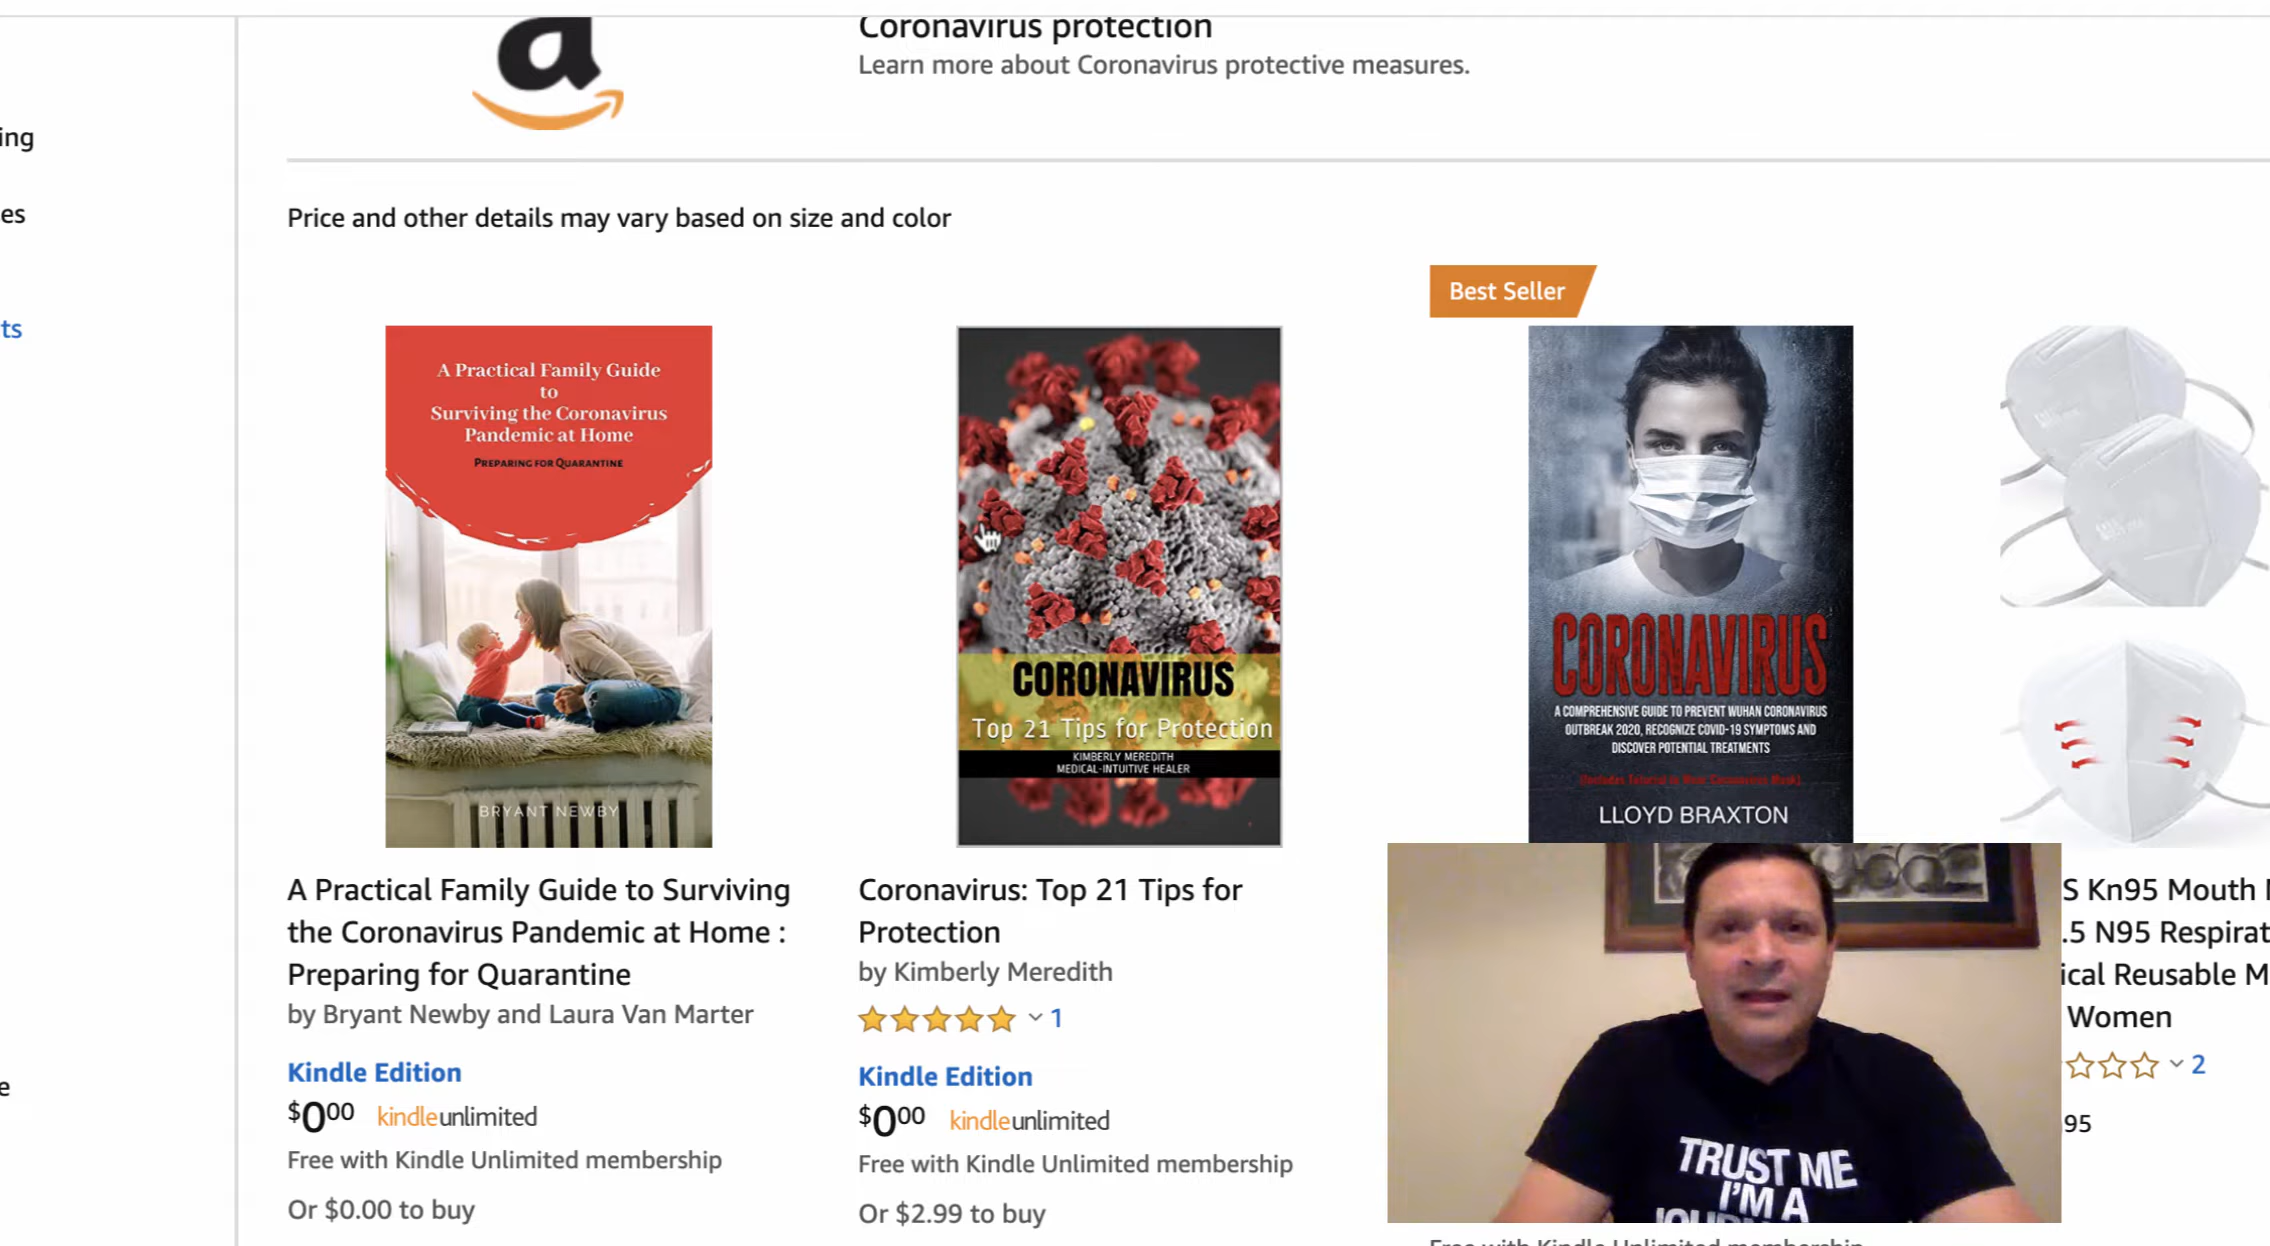 Coronavirus protection
Learn more about Coronavirus protective measures.
ing
es
ts
e
Price and other details may vary based on size and color
A Practical Family Guide
to
Surviving the Coronavirus
Pandemic at Home
PREPARING FOR QUARANTINE
BRYANT NEWBY
A Practical Family Guide to Surviving
the Coronavirus Pandemic at Home :
Preparing for Quarantine
by Bryant Newby and Laura Van Marter
Kindle Edition
$000 kindleunlimited
Free with Kindle Unlimited membership
Or $0.00 to buy
CORONAVIRUS
Top 21 Tips for Protection
KIMBERLY MEREDITH
MEDICAL-INTUITIVE HEALER
Coronavirus: Top 21 Tips for
Protection
by Kimberly Meredith
1
Kindle Edition
$000 kindleunlimited
Free with Kindle Unlimited membership
Or $2.99 to buy
Best Seller
CORONAVIRUS
A COMPREHENSIVE GUIDE TO PREVENT WUHAN CORONAVIRUS
OUTBREAK 2020, RECOGNIZE COVID-19 SYMPTOMS AND
DISCOVER POTENTIAL TREATMENTS
LLOYD BRAXTON
TRUST ME
I'M A
Free with Kindle Unlimited membership
S Kn95 Mouth
.5 N95 Respirat
ical Reusable M
Women
2
95